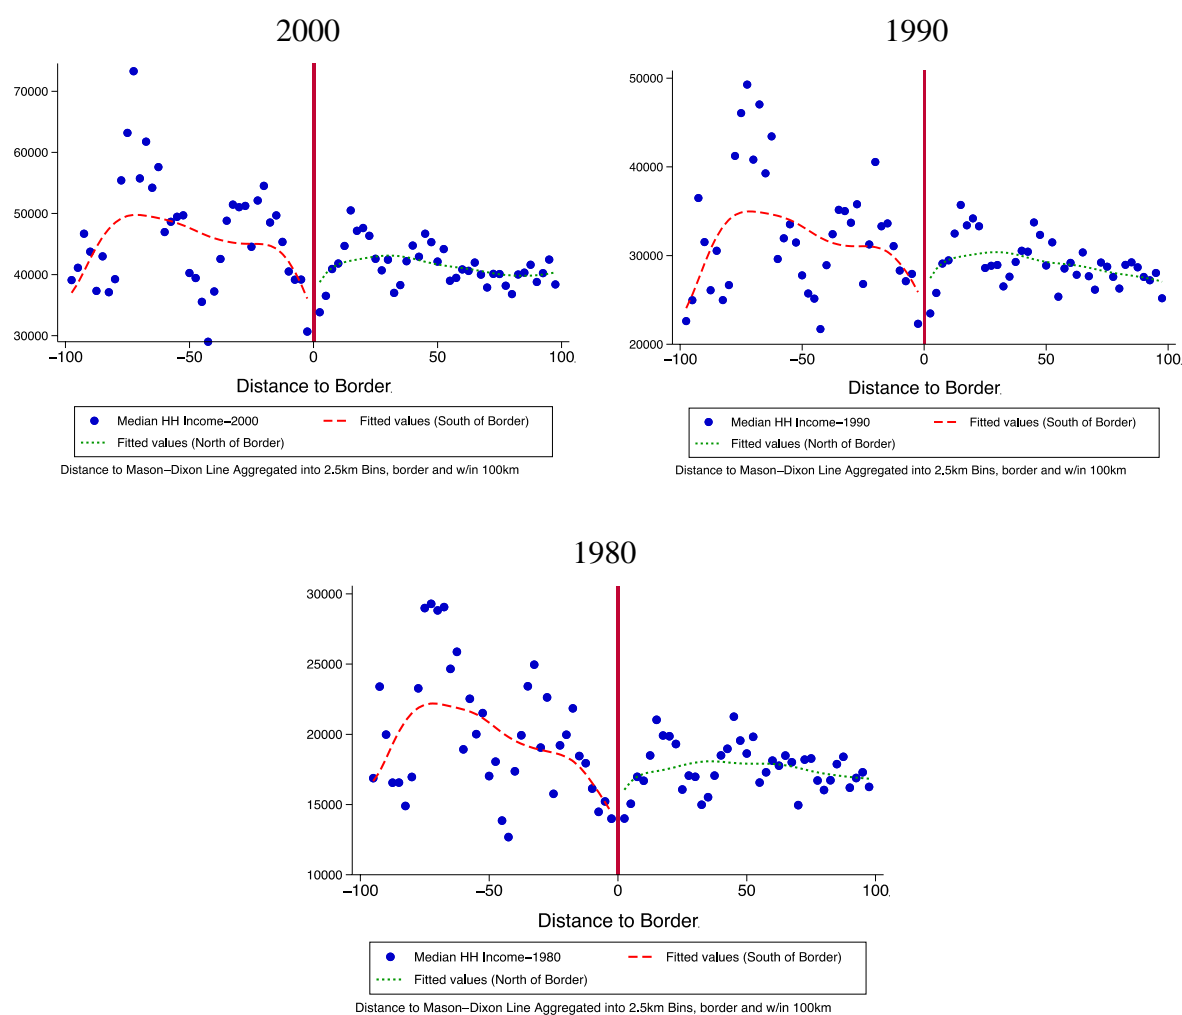 2000
70000
60000
50000
40000
30000
−100
−50
0
50
100
Distance to Border
Median HH Income−2000
Fitted values (South of Border)
Fitted values (North of Border)
Distance to Mason−Dixon Line Aggregated into 2.5km Bins, border and w/in 100km
1990
50000
40000
30000
20000
−100
−50
0
50
100
Distance to Border
Median HH Income−1990
Fitted values (South of Border)
Fitted values (North of Border)
Distance to Mason−Dixon Line Aggregated into 2.5km Bins, border and w/in 100km
1980
30000
25000
20000
15000
10000
−100
−50
0
50
100
Distance to Border
Median HH Income−1980
Fitted values (South of Border)
Fitted values (North of Border)
Distance to Mason−Dixon Line Aggregated into 2.5km Bins, border and w/in 100km